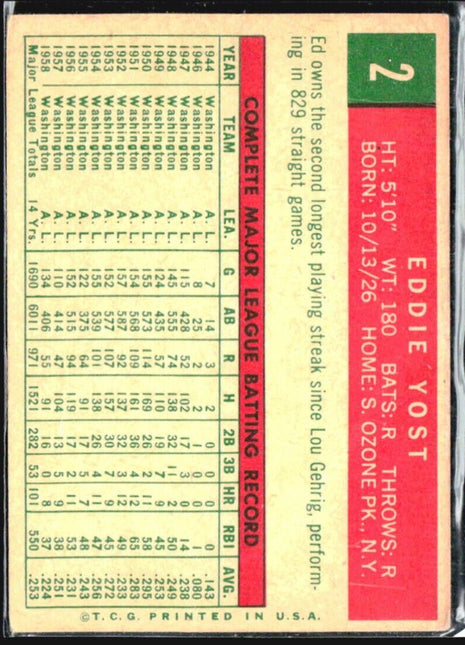 2
EDDIE YOST
HT: 5'10" WT: 180 BATS: R THROWS: R
BORN: 10/13/26 HOME: S. OZONE PK., N.Y.
Ed owns the second longest playing streak since Lou Gehrig, perform-
ing in 829 straight games.
COMPLETE MAJOR LEAGUE BATTING RECORD
YEAR TEAM LEA. G AB R H 2B 3B HR RBI AVG.
1944 Washington A. L. 7 14 3 2 0 0 0 0 .143
1946 Washington A. L. 8 25 2 2 1 0 0 1 .080
1947 Washington A. L. 115 428 52 102 17 3 0 14 .238
1948 Washington A. L. 145 555 74 138 32 11 2 50 .249
1949 Washington A. L. 124 435 57 110 19 7 9 45 .253
1950 Washington A. L. 155 573 114 169 26 2 11 58 .295
1951 Washington A. L. 154 568 109 161 36 4 12 65 .283
1952 Washington A. L. 157 587 92 137 32 3 12 49 .233
1953 Washington A. L. 152 577 107 157 30 7 9 45 .272
1954 Washington A. L. 155 539 101 138 26 4 11 47 .256
1955 Washington A. L. 122 375 64 91 17 5 7 48 .243
1956 Washington A. L. 152 515 94 119 17 2 11 53 .231
1957 Washington A. L. 110 414 47 104 13 5 9 38 .251
1958 Washington A. L. 134 406 55 91 16 0 8 37 .224
Major League Totals 14 Yrs. 1690 6011 971 1521 282 53 101 550 .253
©T.C.G. PRINTED IN U.S.A.